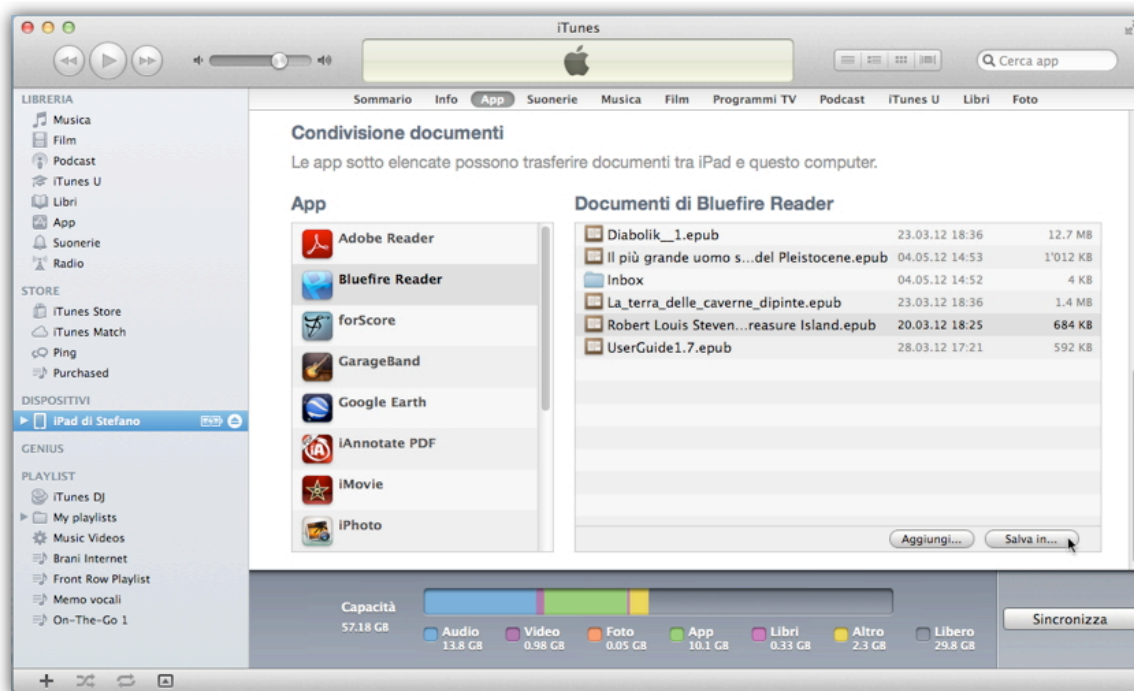 iTunes
Cerca app
LIBRERIA
Musica
Film
Podcast
iTunes U
Libri
App
Suonerie
Radio
STORE
iTunes Store
iTunes Match
Ping
Purchased
DISPOSITIVI
iPad di Stefano
GENIUS
PLAYLIST
iTunes DJ
My playlists
Music Videos
Brani Internet
Front Row Playlist
Memo vocali
On-The-Go 1
Sommario Info App Suonerie Musica Film Programmi TV Podcast iTunes U Libri Foto
Condivisione documenti
Le app sotto elencate possono trasferire documenti tra iPad e questo computer.
App
Adobe Reader
Bluefire Reader
forScore
GarageBand
Google Earth
iAnnotate PDF
iMovie
iPhoto
Documenti di Bluefire Reader
Diabolik__1.epub 23.03.12 18:36 12.7 MB
Il più grande uomo s...del Pleistocene.epub 04.05.12 14:53 1'012 KB
Inbox 04.05.12 14:52 4 KB
La_terra_delle_caverne_dipinte.epub 23.03.12 18:36 1.4 MB
Robert Louis Steven...reasure Island.epub 20.03.12 18:25 684 KB
UserGuide1.7.epub 28.03.12 17:21 592 KB
Aggiungi... Salva in...
Capacità
57.18 GB
Audio Video Foto App Libri Altro Libero
13.8 GB 0.98 GB 0.05 GB 10.1 GB 0.33 GB 2.3 GB 29.8 GB
Sincronizza